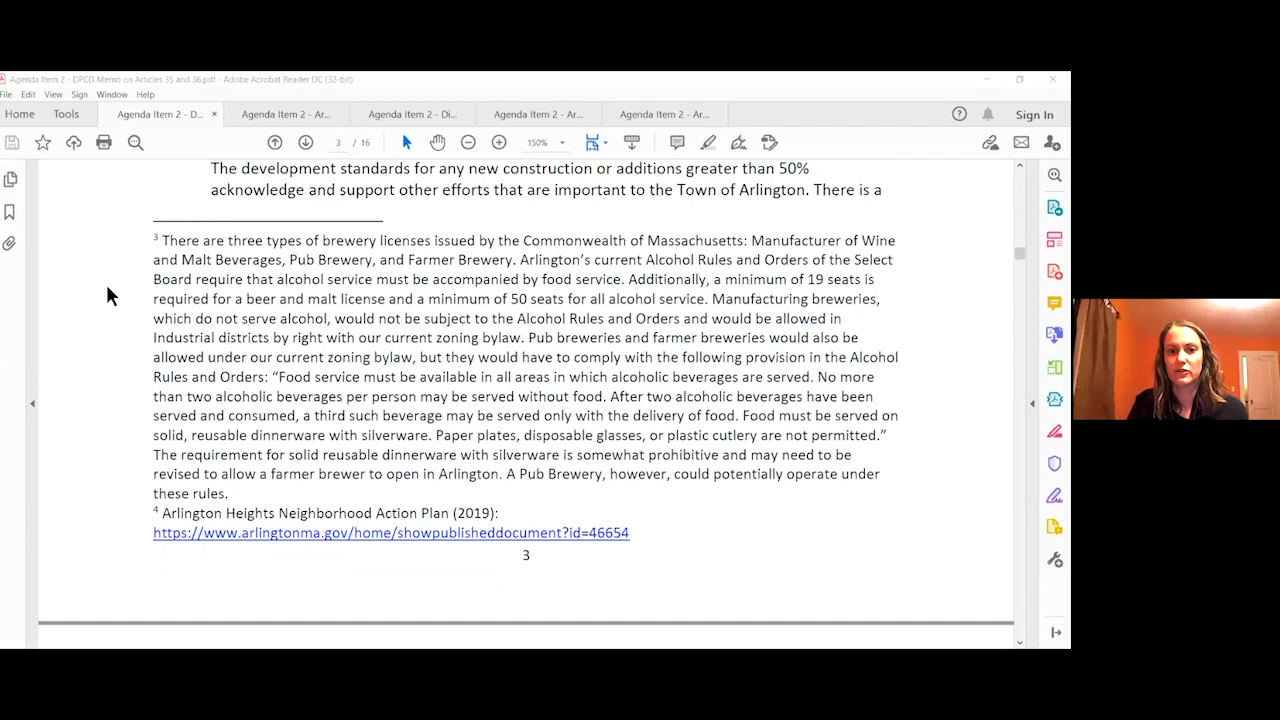 Agenda Item 2 - DPCD Memo on Articles 35 and 36.pdf - Adobe Acrobat Reader DC (32-bit)
File Edit View Sign Window Help
Home Tools Agenda Item 2 - D... × Agenda Item 2 - Ar... Agenda Item 2 - Di... Agenda Item 2 - Ar... Agenda Item 2 - Ar... Sign In
3 / 16 150%
The development standards for any new construction or additions greater than 50%
acknowledge and support other efforts that are important to the Town of Arlington. There is a
3 There are three types of brewery licenses issued by the Commonwealth of Massachusetts: Manufacturer of Wine
and Malt Beverages, Pub Brewery, and Farmer Brewery. Arlington's current Alcohol Rules and Orders of the Select
Board require that alcohol service must be accompanied by food service. Additionally, a minimum of 19 seats is
required for a beer and malt license and a minimum of 50 seats for all alcohol service. Manufacturing breweries,
which do not serve alcohol, would not be subject to the Alcohol Rules and Orders and would be allowed in
Industrial districts by right with our current zoning bylaw. Pub breweries and farmer breweries would also be
allowed under our current zoning bylaw, but they would have to comply with the following provision in the Alcohol
Rules and Orders: “Food service must be available in all areas in which alcoholic beverages are served. No more
than two alcoholic beverages per person may be served without food. After two alcoholic beverages have been
served and consumed, a third such beverage may be served only with the delivery of food. Food must be served on
solid, reusable dinnerware with silverware. Paper plates, disposable glasses, or plastic cutlery are not permitted.”
The requirement for solid reusable dinnerware with silverware is somewhat prohibitive and may need to be
revised to allow a farmer brewer to open in Arlington. A Pub Brewery, however, could potentially operate under
these rules.
4 Arlington Heights Neighborhood Action Plan (2019):
https://www.arlingtonma.gov/home/showpublisheddocument?id=46654
3